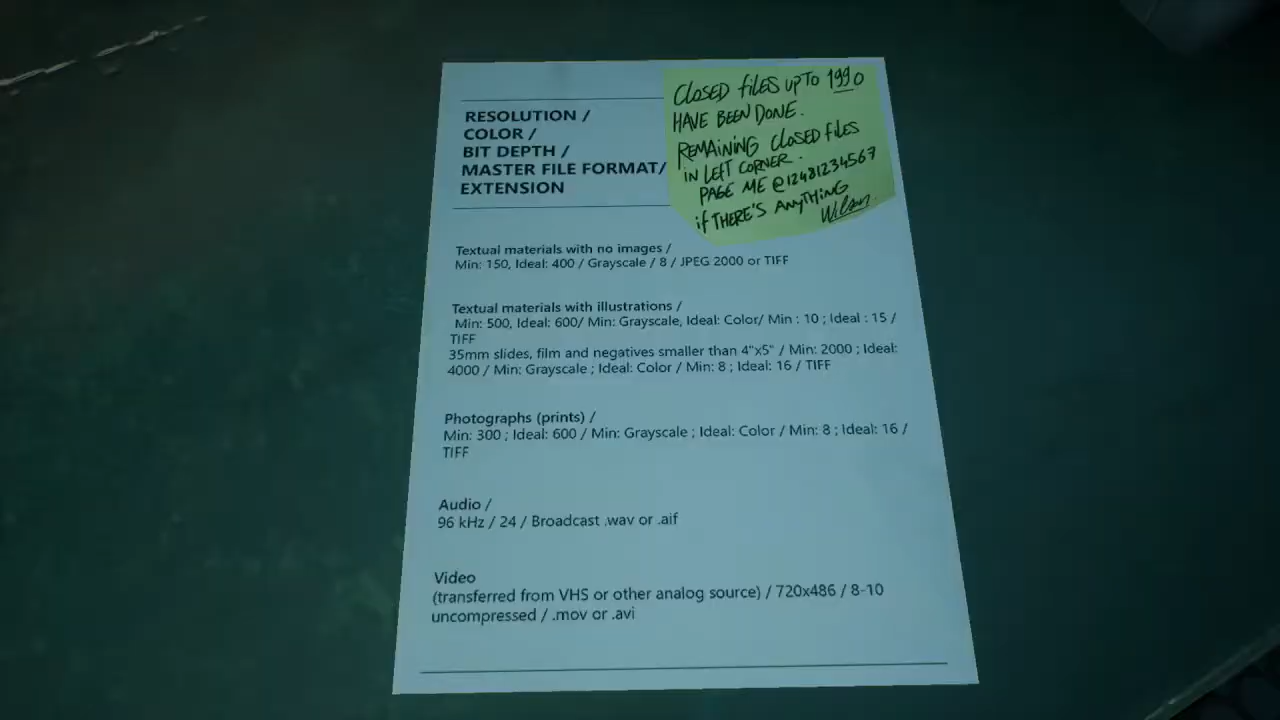 RESOLUTION /
COLOR /
BIT DEPTH /
MASTER FILE FORMAT/
EXTENSION
CLOSED FILES UP TO 1990
HAVE BEEN DONE.
REMAINING CLOSED FILES
IN LEFT CORNER.
PAGE ME @12481234567
if THERE'S ANYTHING
Wilson
Textual materials with no images /
Min: 150, Ideal: 400 / Grayscale / 8 / JPEG 2000 or TIFF
Textual materials with illustrations /
Min: 500, Ideal: 600/ Min: Grayscale, Ideal: Color/ Min : 10 ; Ideal : 15 /
TIFF
35mm slides, film and negatives smaller than 4"x5" / Min: 2000 ; Ideal:
4000 / Min: Grayscale ; Ideal: Color / Min: 8 ; Ideal: 16 / TIFF
Photographs (prints) /
Min: 300 ; Ideal: 600 / Min: Grayscale ; Ideal: Color / Min: 8 ; Ideal: 16 /
TIFF
Audio /
96 kHz / 24 / Broadcast .wav or .aif
Video
(transferred from VHS or other analog source) / 720x486 / 8-10
uncompressed / .mov or .avi